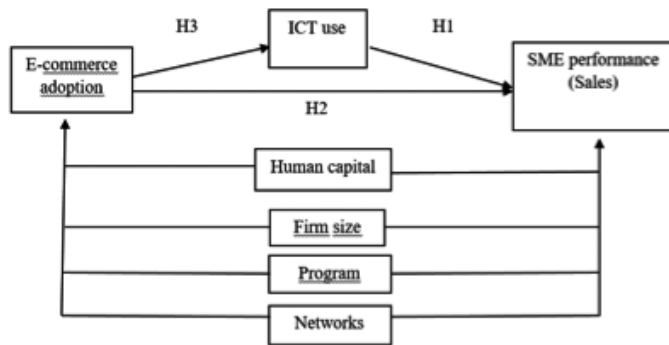 H3
ICT use
H1
E-commerce
adoption
SME performance
(Sales)
H2
Human capital
Firm size
Program
Networks